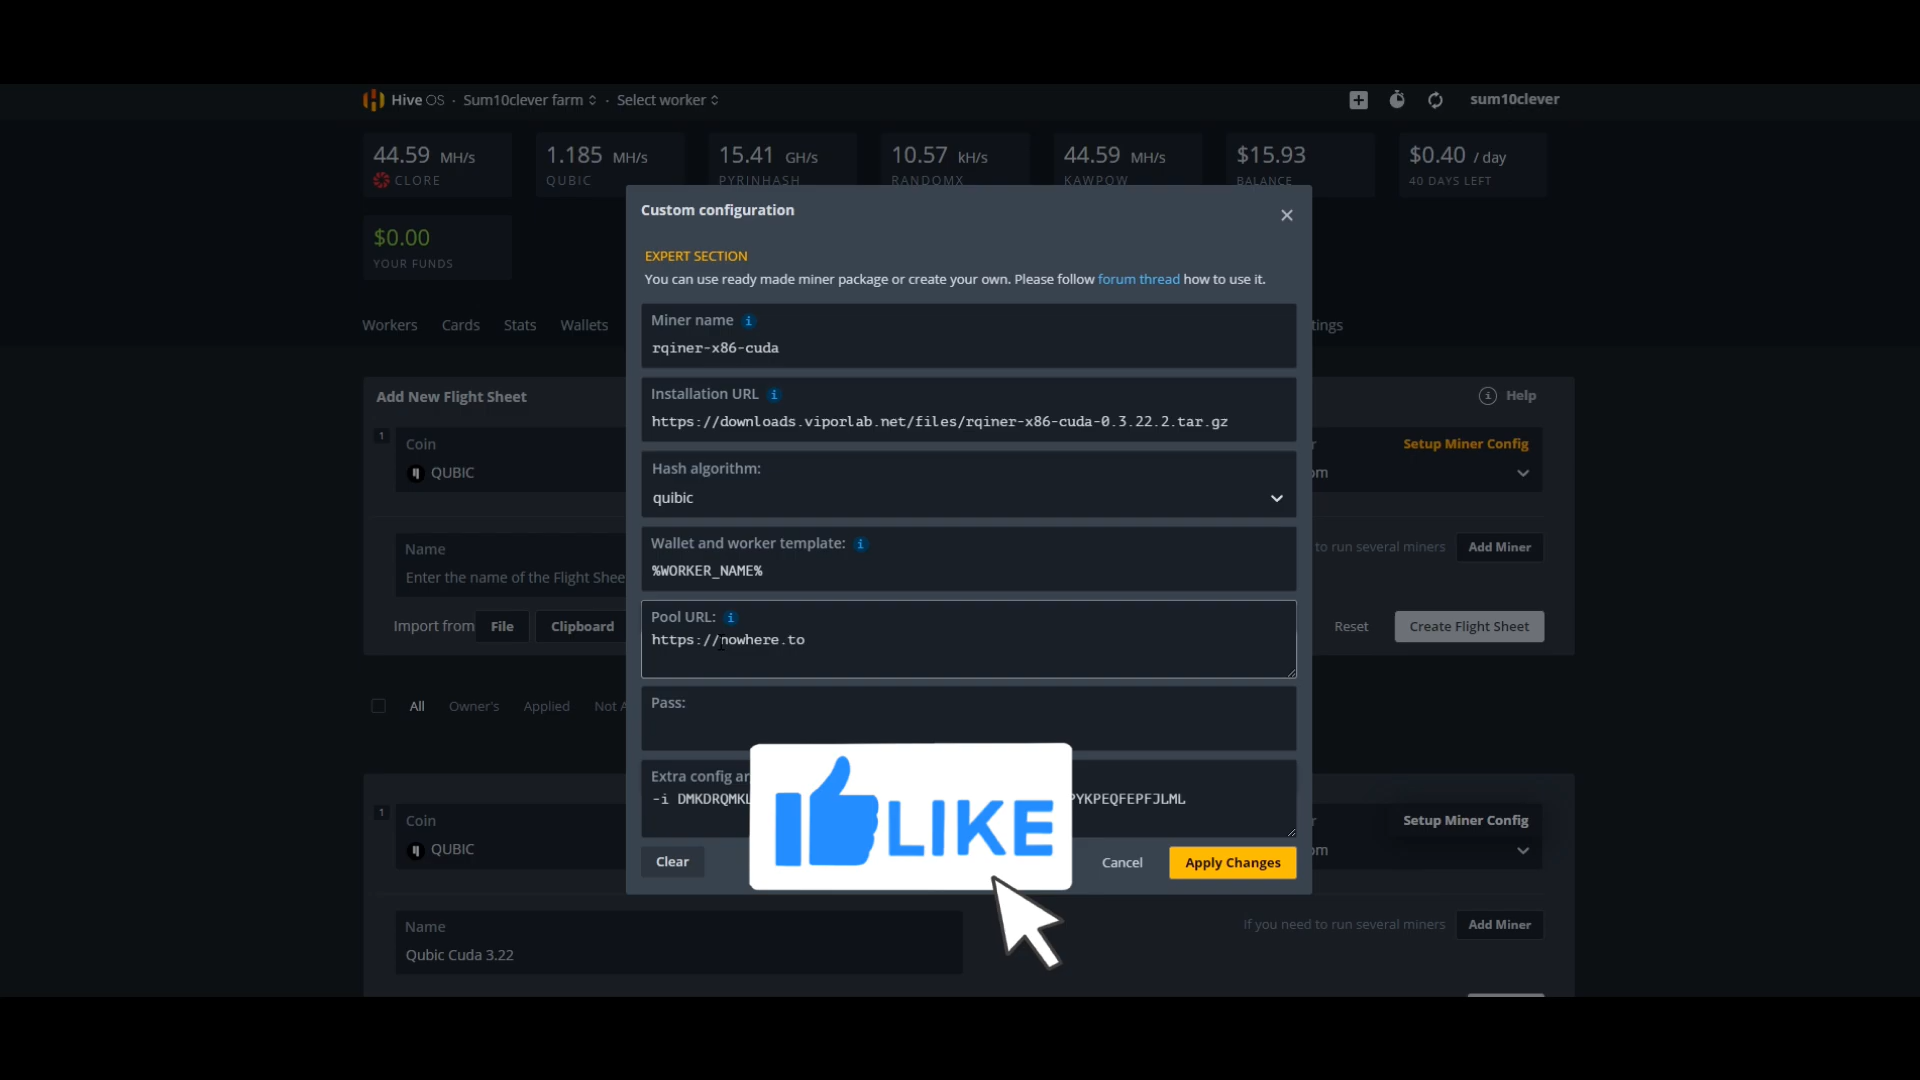 Hive OS · Sum10clever farm · Select worker
sum10clever
44.59 MH/s
CLORE
1.185 MH/s
QUBIC
15.41 GH/s
PYRINHASH
10.57 kH/s
RANDOMX
44.59 MH/s
KAWPOW
$15.93
BALANCE
$0.40 / day
40 DAYS LEFT
$0.00
YOUR FUNDS
Workers Cards Stats Wallets
tings
Custom configuration
EXPERT SECTION
You can use ready made miner package or create your own. Please follow forum thread how to use it.
Miner name
rqiner-x86-cuda
Installation URL
https://downloads.viporlab.net/files/rqiner-x86-cuda-0.3.22.2.tar.gz
Hash algorithm:
quibic
Wallet and worker template:
%WORKER_NAME%
Pool URL:
https://nowhere.to
Pass:
Extra config ar
-i DMKDRQMKL
YKPEQFEPFJLML
LIKE
Clear
Cancel
Apply Changes
Add New Flight Sheet
Help
1
Coin
QUBIC
Setup Miner Config
om
Name
Enter the name of the Flight Shee
to run several miners
Add Miner
Import from File Clipboard
Reset
Create Flight Sheet
All Owner's Applied Not A
1
Coin
QUBIC
Setup Miner Config
om
Name
Qubic Cuda 3.22
If you need to run several miners
Add Miner